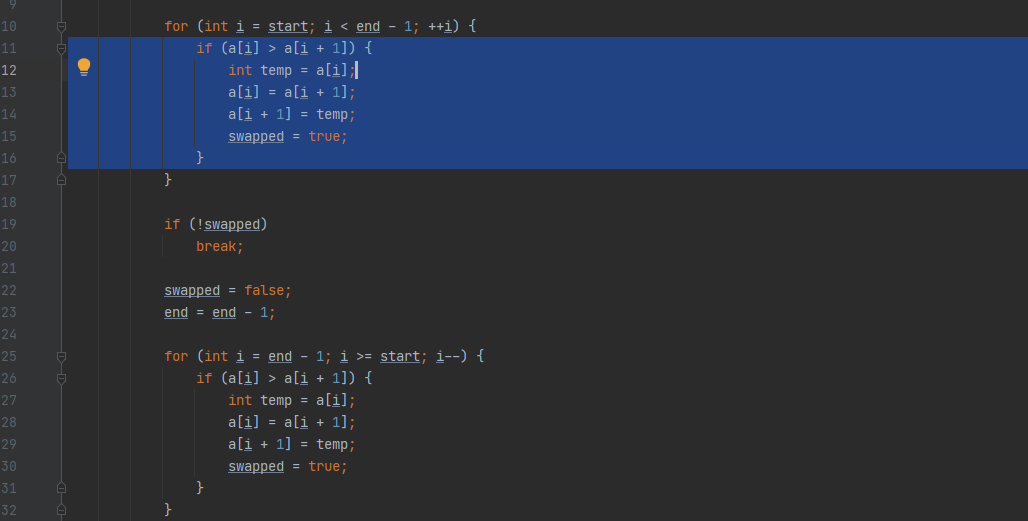 9
10 for (int i = start; i < end - 1; ++i) {
11 if (a[i] > a[i + 1]) {
12 int temp = a[i];
13 a[i] = a[i + 1];
14 a[i + 1] = temp;
15 swapped = true;
16 }
17 }
18
19 if (!swapped)
20 break;
21
22 swapped = false;
23 end = end - 1;
24
25 for (int i = end - 1; i >= start; i--) {
26 if (a[i] > a[i + 1]) {
27 int temp = a[i];
28 a[i] = a[i + 1];
29 a[i + 1] = temp;
30 swapped = true;
31 }
32 }